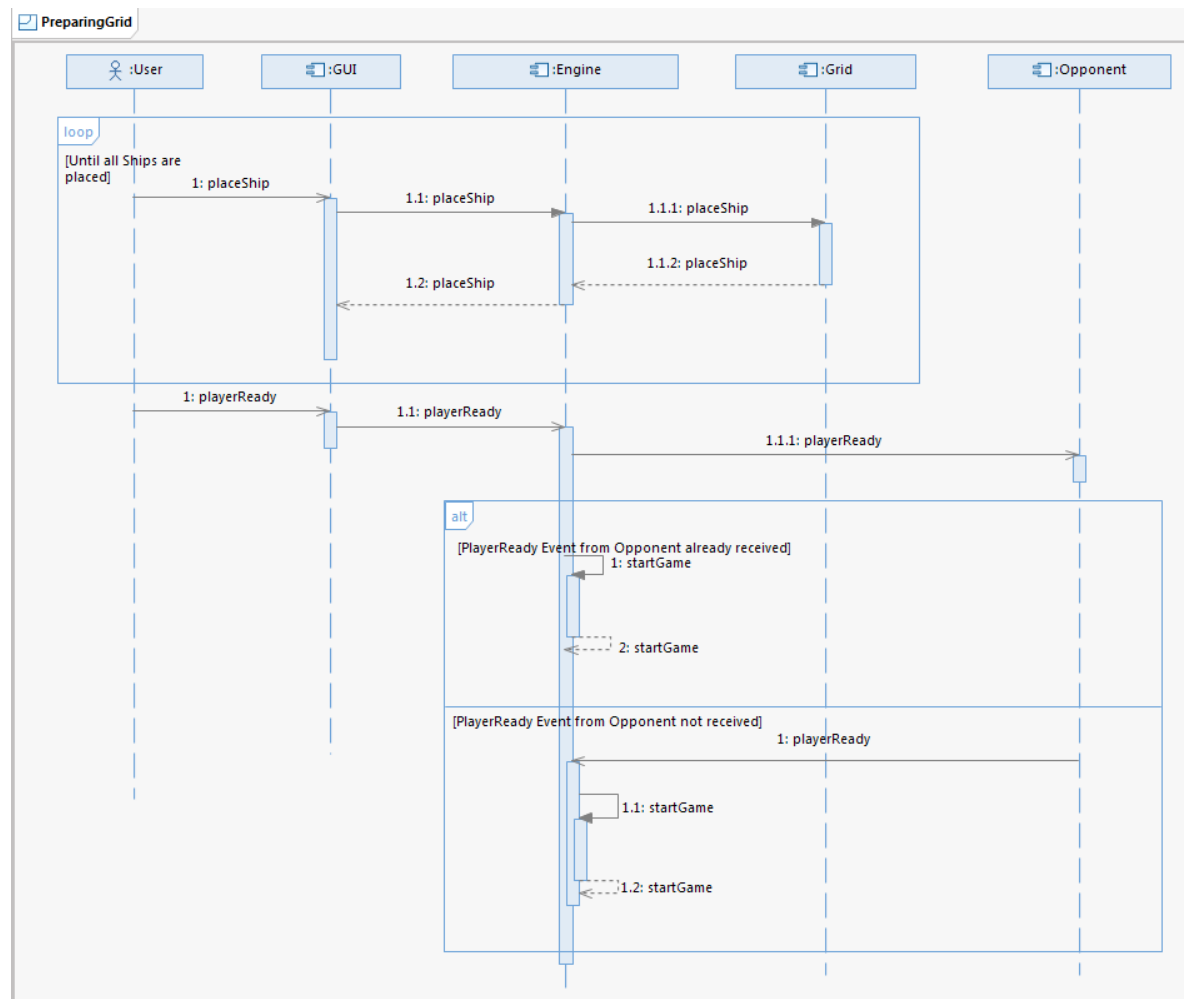 PreparingGrid
:User
:GUI
:Engine
:Grid
:Opponent
loop
[Until all Ships are
placed]
1: placeShip
1.1: placeShip
1.1.1: placeShip
1.1.2: placeShip
1.2: placeShip
1: playerReady
1.1: playerReady
1.1.1: playerReady
alt
[PlayerReady Event from Opponent already received]
1: startGame
2: startGame
[PlayerReady Event from Opponent not received]
1: playerReady
1.1: startGame
1.2: startGame